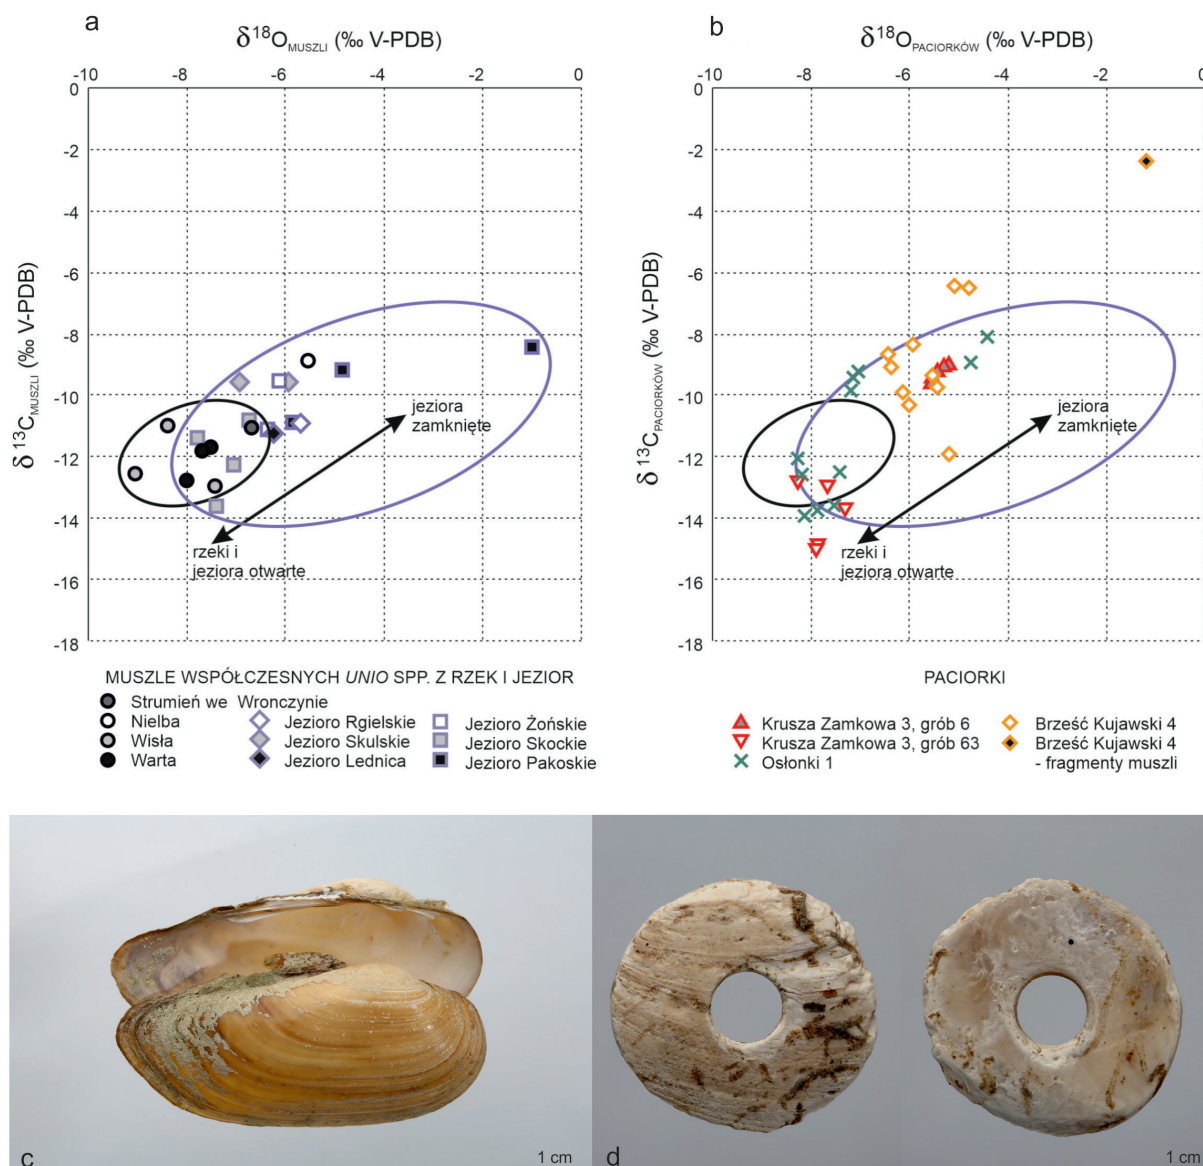 a
δ18OMUSZLI (‰ V-PDB)
-10 -8 -6 -4 -2 0
0
-2
-4
-6
-8
-10
-12
-14
-16
-18
δ 13CMUSZLI (‰ V-PDB)
jeziora
zamknięte
rzeki i
jeziora otwarte
MUSZLE WSPÓŁCZESNYCH UNIO SPP. Z RZEK I JEZIOR
Strumień we Wronczynie
Nielba
Wisła
Warta
Jezioro Rgielskie
Jezioro Skulskie
Jezioro Lednica
Jezioro Żońskie
Jezioro Skockie
Jezioro Pakoskie
b
δ18OPACIORKÓW (‰ V-PDB)
-10 -8 -6 -4 -2 0
0
-2
-4
-6
-8
-10
-12
-14
-16
-18
δ 13CPACIORKÓW (‰ V-PDB)
jeziora
zamknięte
rzeki i
jeziora otwarte
PACIORKI
Krusza Zamkowa 3, grób 6
Krusza Zamkowa 3, grób 63
Osłonki 1
Brześć Kujawski 4
Brześć Kujawski 4
- fragmenty muszli
c
1 cm
d
1 cm